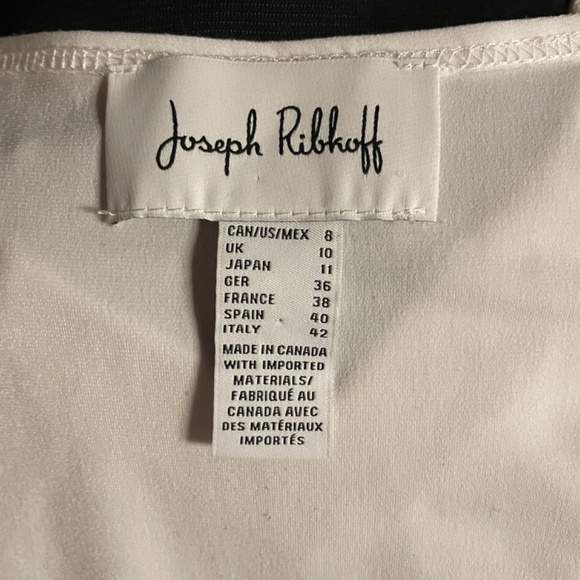 Joseph Ribkoff
CAN/US/MEX 8
UK 10
JAPAN 11
GER 36
FRANCE 38
SPAIN 40
ITALY 42
MADE IN CANADA
WITH IMPORTED
MATERIALS/
FABRIQUÉ AU
CANADA AVEC
DES MATÉRIAUX
IMPORTÉS